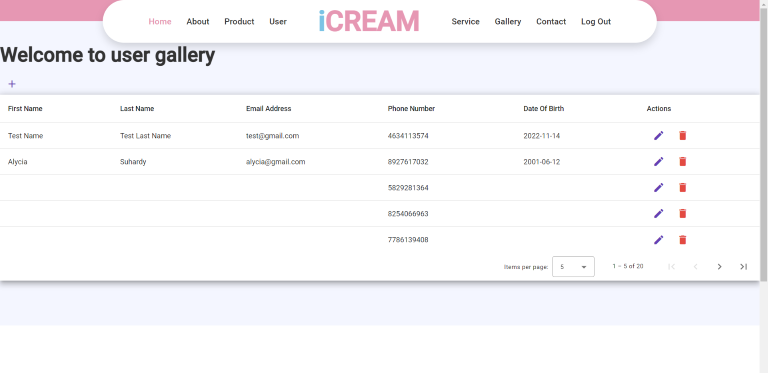 Home About Product User iCREAM Service Gallery Contact Log Out
Welcome to user gallery
+
First Name Last Name Email Address Phone Number Date Of Birth Actions
Test Name Test Last Name test@gmail.com 4634113574 2022-11-14
Alycia Suhardy alycia@gmail.com 8927617032 2001-06-12
5829281364
8254066963
7786139408
Items per page: 5 1 – 5 of 20